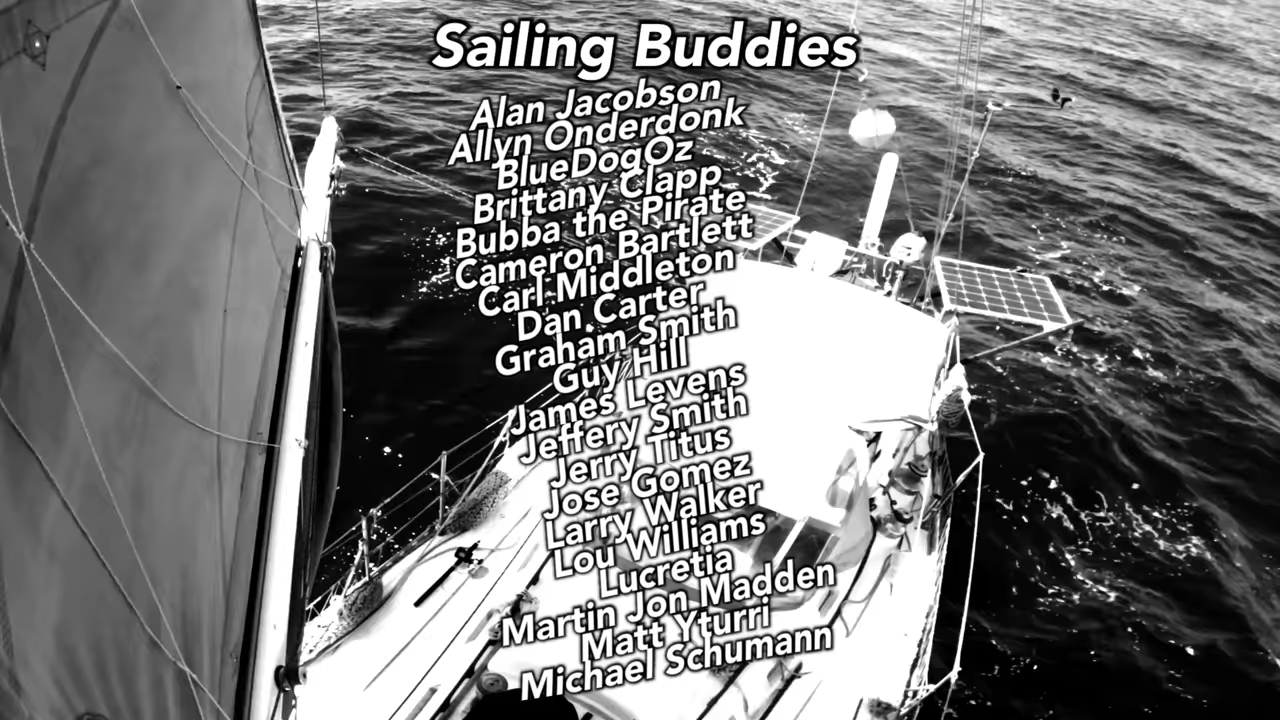 Sailing Buddies
Alan Jacobson
Allyn Onderdonk
BlueDogOz
Brittany Clapp
Bubba the Pirate
Cameron Bartlett
Carl Middleton
Dan Carter
Graham Smith
Guy Hill
James Levens
Jeffery Smith
Jerry Titus
Jose Gomez
Larry Walker
Lou Williams
Lucretia
Martin Jon Madden
Matt Yturri
Michael Schumann